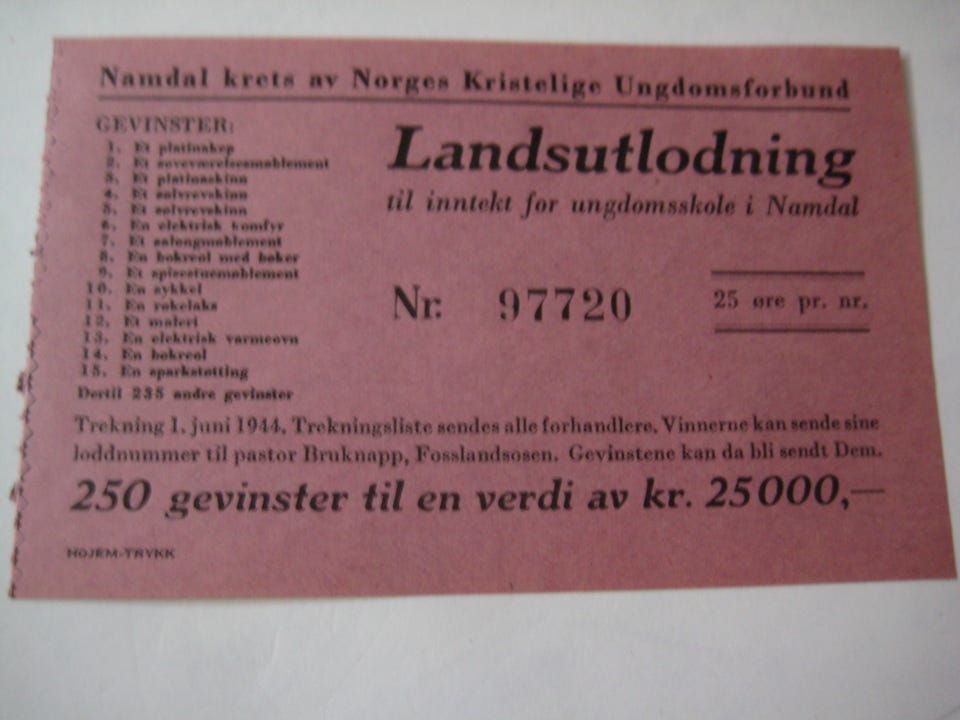 Namdal krets av Norges Kristelige Ungdomsforbund
GEVINSTER:
1. Et platinakep
2. Et soveværelsesmøblement
3. Et platinaskinn
4. Et sølvrevskinn
5. Et sølvrevskinn
6. En elektrisk komfyr
7. Et salongmøblement
8. En bokreol med bøker
9. Et spisestuemøblement
10. En sykkel
11. En røkelaks
12. Et maleri
13. En elektrisk varmeovn
14. En bokreol
15. En sparkstøtting
Dertil 235 andre gevinster
Landsutlodning
til inntekt for ungdomsskole i Namdal
Nr. 97720
25 øre pr. nr.
Trekning 1. juni 1944. Trekningsliste sendes alle forhandlere. Vinnerne kan sende sine
loddnummer til pastor Bruknapp, Fosslandsosen. Gevinstene kan da bli sendt Dem.
250 gevinster til en verdi av kr. 25000,—
HOJEM-TRYKK